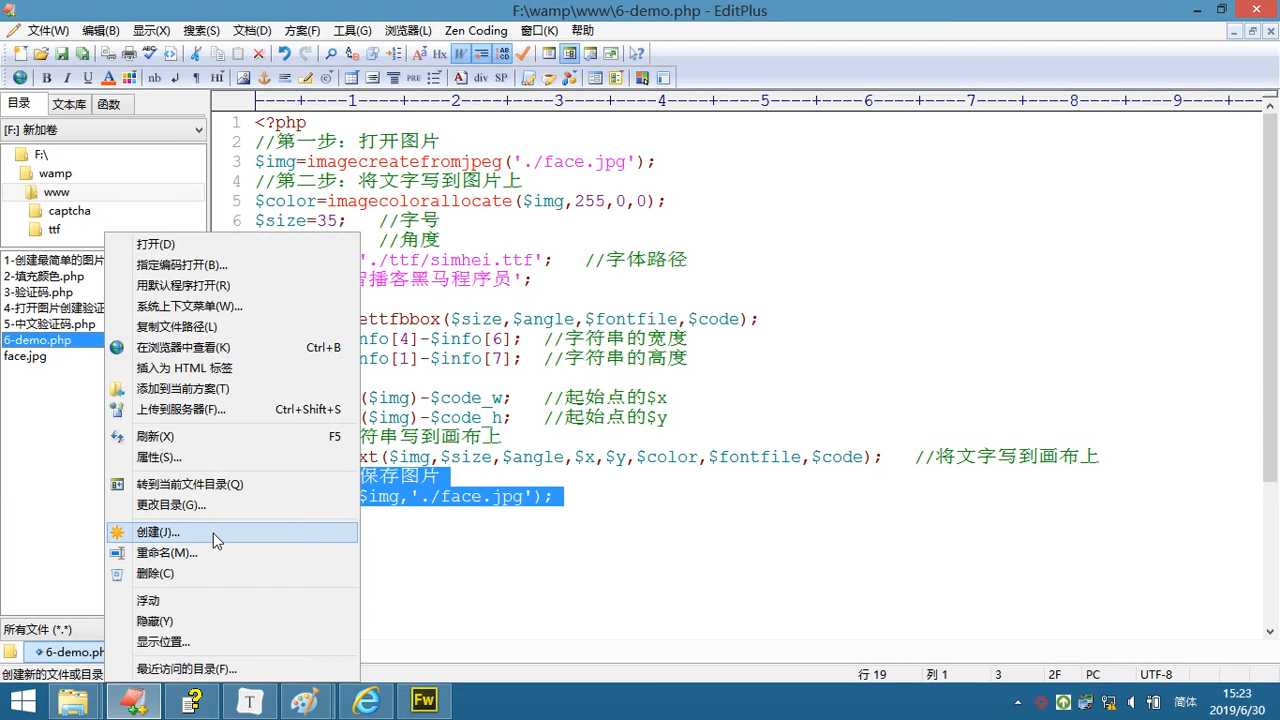 F:\wamp\www\6-demo.php - EditPlus
文件(W) 编辑(B) 显示(X) 搜索(S) 文档(D) 方案(F) 工具(G) 浏览器(L) Zen Coding 窗口(K) 帮助
目录 文本库 函数
[F:] 新加卷
F:\
wamp
www
captcha
ttf
1-创建最简单的图片
2-填充颜色.php
3-验证码.php
4-打开图片创建验证
5-中文验证码.php
6-demo.php
face.jpg
所有文件 (*.*)
6-demo.ph
创建新的文件或目录
打开(D)
指定编码打开(B)...
用默认程序打开(R)
系统上下文菜单(W)...
复制文件路径(L)
在浏览器中查看(K) Ctrl+B
插入为 HTML 标签
添加到当前方案(T)
上传到服务器(F)... Ctrl+Shift+S
刷新(X) F5
属性(S)...
转到当前文件目录(Q)
更改目录(G)...
创建(J)...
重命名(M)...
删除(C)
浮动
隐藏(Y)
显示位置...
最近访问的目录(F)...
----+----1----+----2----+----3----+----4----+----5----+----6----+----7----+----8----+----9----+--
1 <?php
2 //第一步：打开图片
3 $img=imagecreatefromjpeg('./face.jpg');
4 //第二步：将文字写到图片上
5 $color=imagecolorallocate($img,255,0,0);
6 $size=35; //字号
//角度
'./ttf/simhei.ttf'; //字体路径
智播客黑马程序员';
ettfbbox($size,$angle,$fontfile,$code);
nfo[4]-$info[6]; //字符串的宽度
nfo[1]-$info[7]; //字符串的高度
($img)-$code_w; //起始点的$x
($img)-$code_h; //起始点的$y
符串写到画布上
xt($img,$size,$angle,$x,$y,$color,$fontfile,$code); //将文字写到画布上
保存图片
$img,'./face.jpg');
行 19 列 1 3 2F PC UTF-8
简体 15:23
2019/6/30